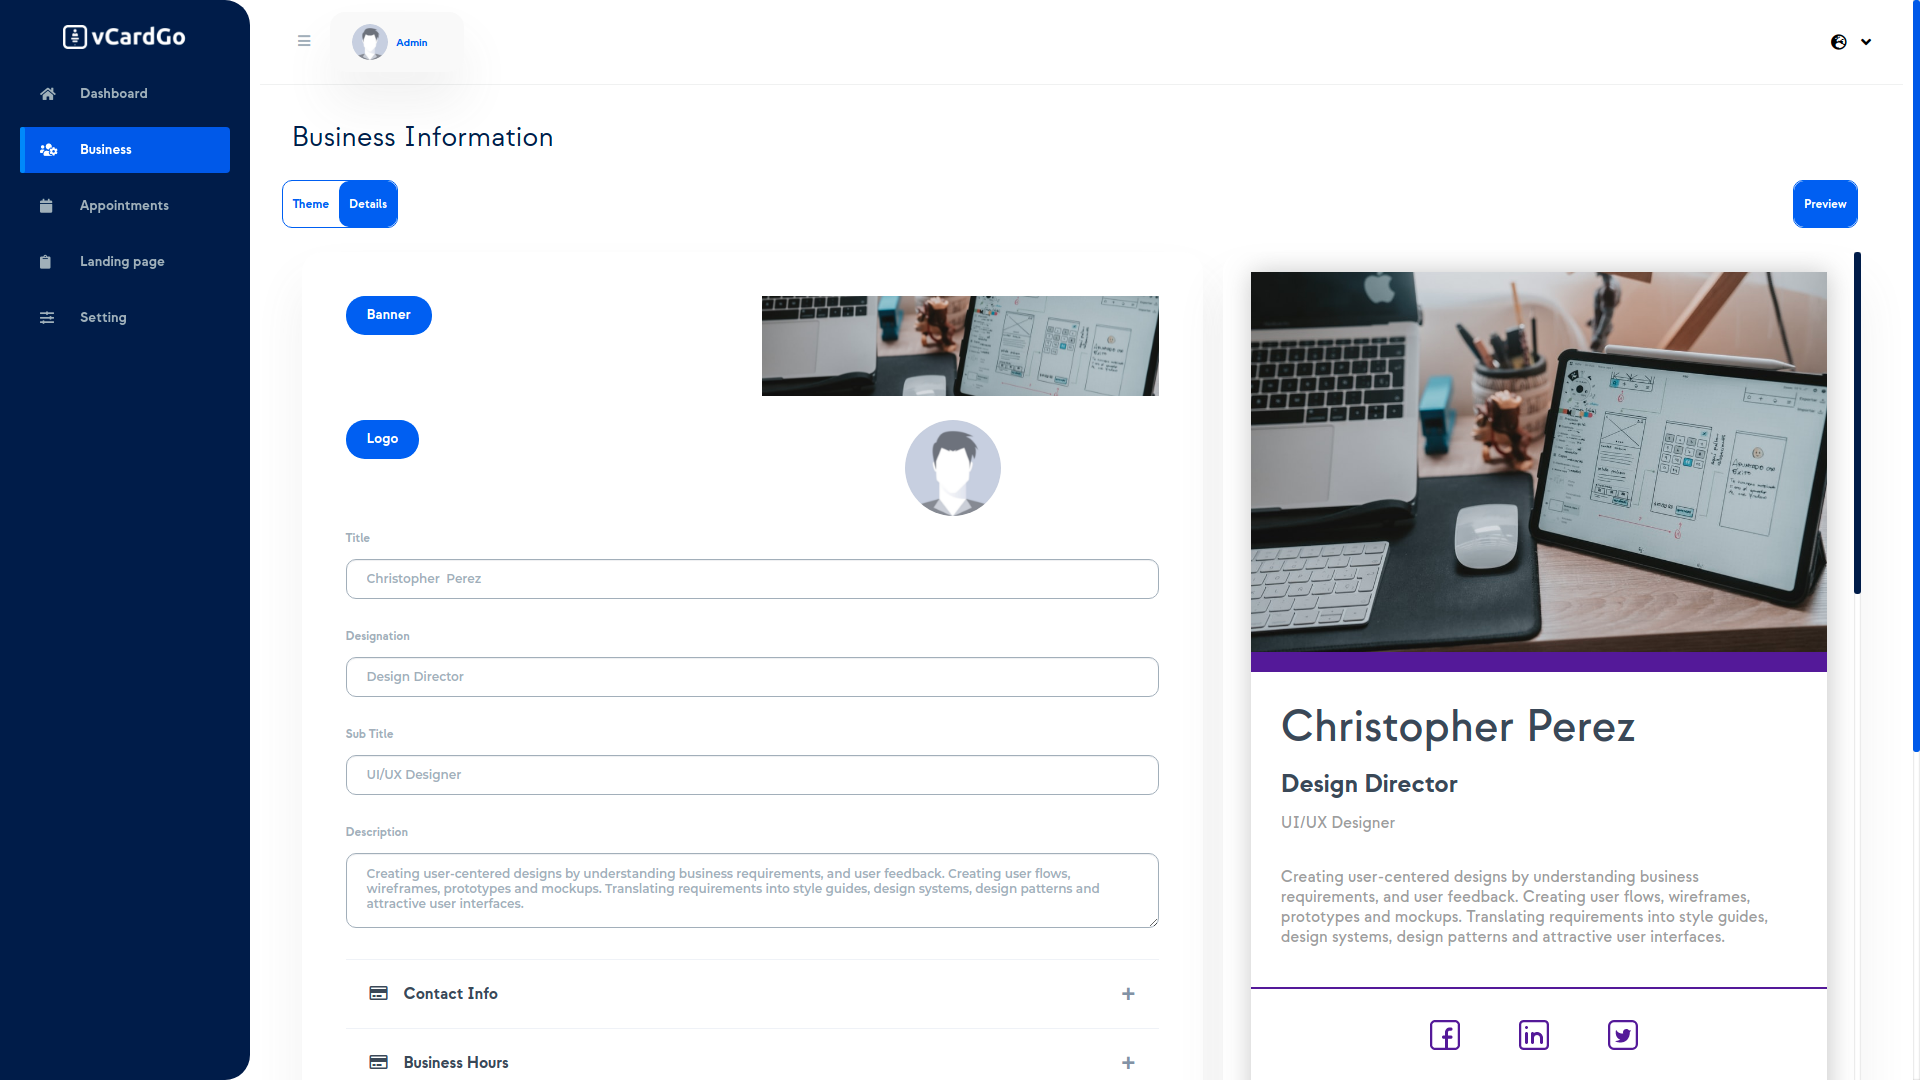 vCardGo
Admin
Dashboard
Business
Appointments
Landing page
Setting
Business Information
Theme
Details
Preview
Banner
Logo
Title
Christopher Perez
Designation
Design Director
Sub Title
UI/UX Designer
Description
Creating user-centered designs by understanding business requirements, and user feedback. Creating user flows,
wireframes, prototypes and mockups. Translating requirements into style guides, design systems, design patterns and
attractive user interfaces.
Contact Info
Business Hours
Christopher Perez
Design Director
UI/UX Designer
Creating user-centered designs by understanding business
requirements, and user feedback. Creating user flows, wireframes,
prototypes and mockups. Translating requirements into style guides,
design systems, design patterns and attractive user interfaces.